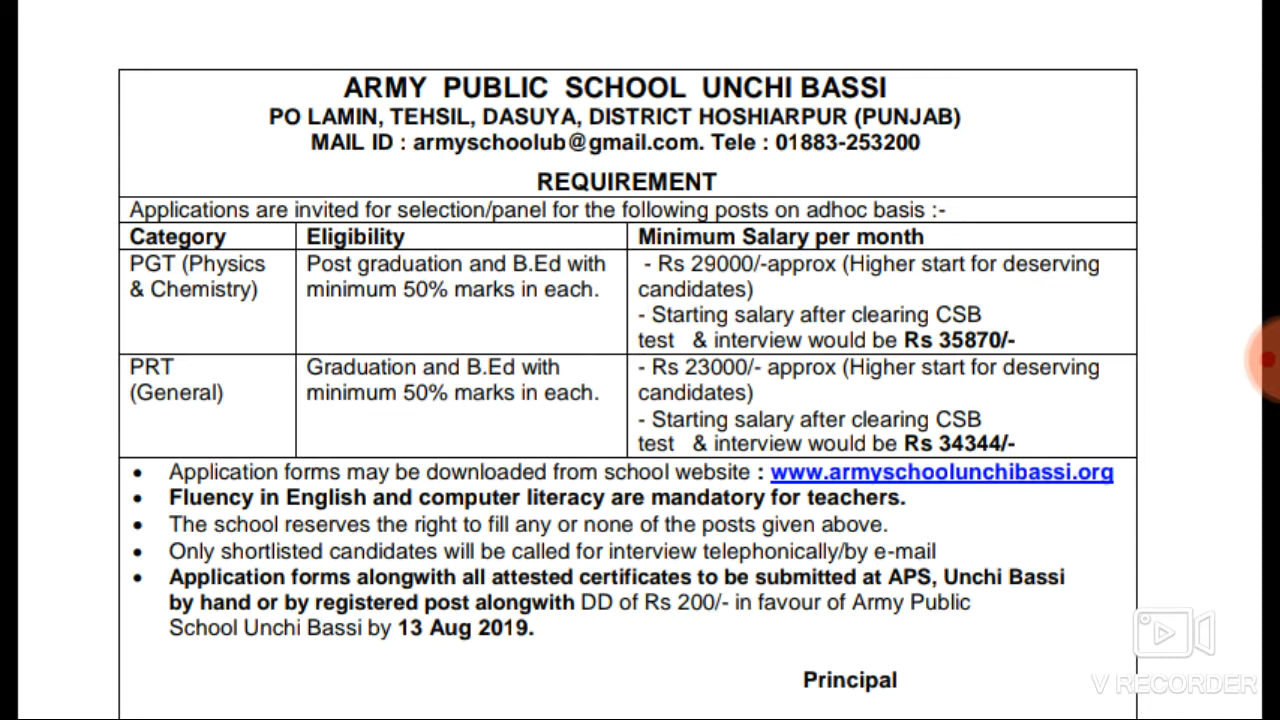 ARMY PUBLIC SCHOOL UNCHI BASSI
PO LAMIN, TEHSIL, DASUYA, DISTRICT HOSHIARPUR (PUNJAB)
MAIL ID : armyschoolub@gmail.com. Tele : 01883-253200
REQUIREMENT
Applications are invited for selection/panel for the following posts on adhoc basis :-
Category Eligibility Minimum Salary per month
PGT (Physics
& Chemistry)
Post graduation and B.Ed with
minimum 50% marks in each.
- Rs 29000/-approx (Higher start for deserving
candidates)
- Starting salary after clearing CSB
test & interview would be Rs 35870/-
PRT
(General)
Graduation and B.Ed with
minimum 50% marks in each.
- Rs 23000/- approx (Higher start for deserving
candidates)
- Starting salary after clearing CSB
test & interview would be Rs 34344/-
• Application forms may be downloaded from school website : www.armyschoolunchibassi.org
• Fluency in English and computer literacy are mandatory for teachers.
• The school reserves the right to fill any or none of the posts given above.
• Only shortlisted candidates will be called for interview telephonically/by e-mail
• Application forms alongwith all attested certificates to be submitted at APS, Unchi Bassi
by hand or by registered post alongwith DD of Rs 200/- in favour of Army Public
School Unchi Bassi by 13 Aug 2019.
Principal
V RECORDER